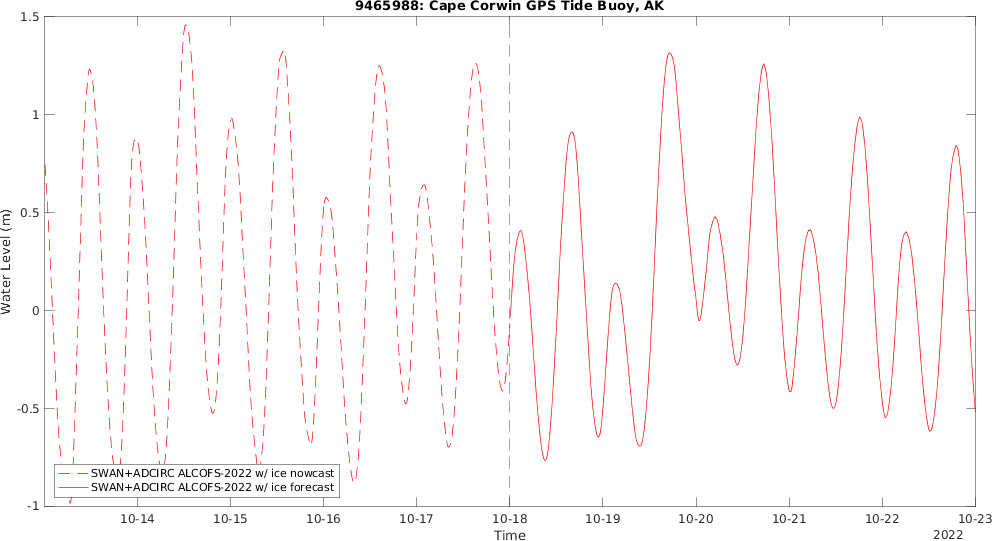 9465988: Cape Corwin GPS Tide Buoy, AK
Water Level (m)
1.5
1
0.5
0
-0.5
-1
SWAN+ADCIRC ALCOFS-2022 w/ ice nowcast
SWAN+ADCIRC ALCOFS-2022 w/ ice forecast
10-14 10-15 10-16 10-17 10-18 10-19 10-20 10-21 10-22 10-23
Time
2022